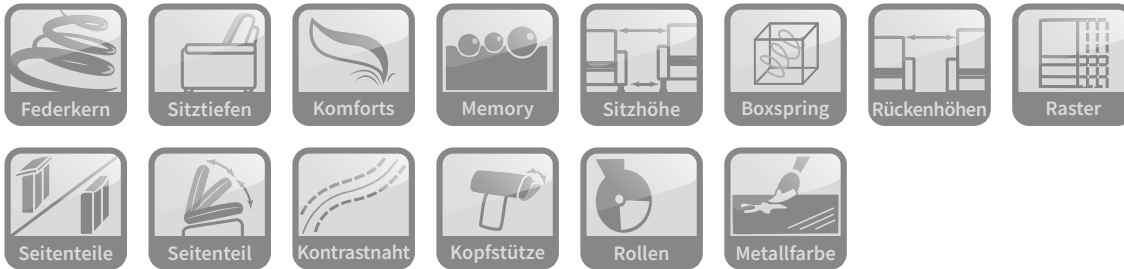 Federkern
Sitztiefen
Komforts
Memory
Sitzhöhe
Boxspring
Rückenhöhen
Raster
Seitenteile
Seitenteil
Kontrastnaht
Kopfstütze
Rollen
Metallfarbe